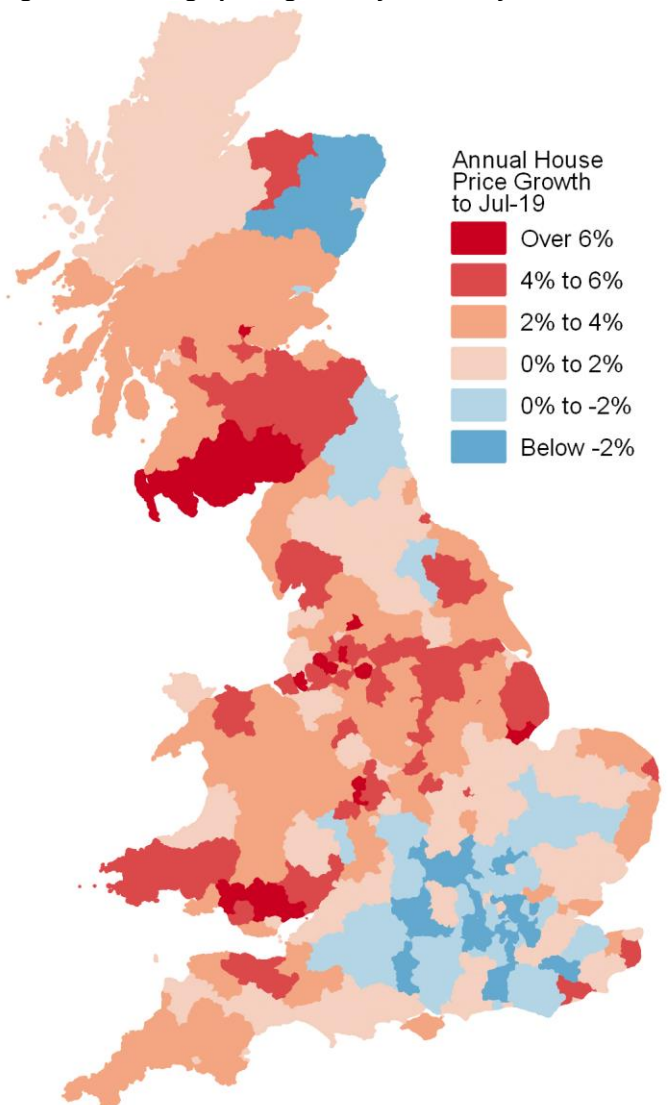 Annual House
Price Growth
to Jul-19
Over 6%
4% to 6%
2% to 4%
0% to 2%
0% to -2%
Below -2%